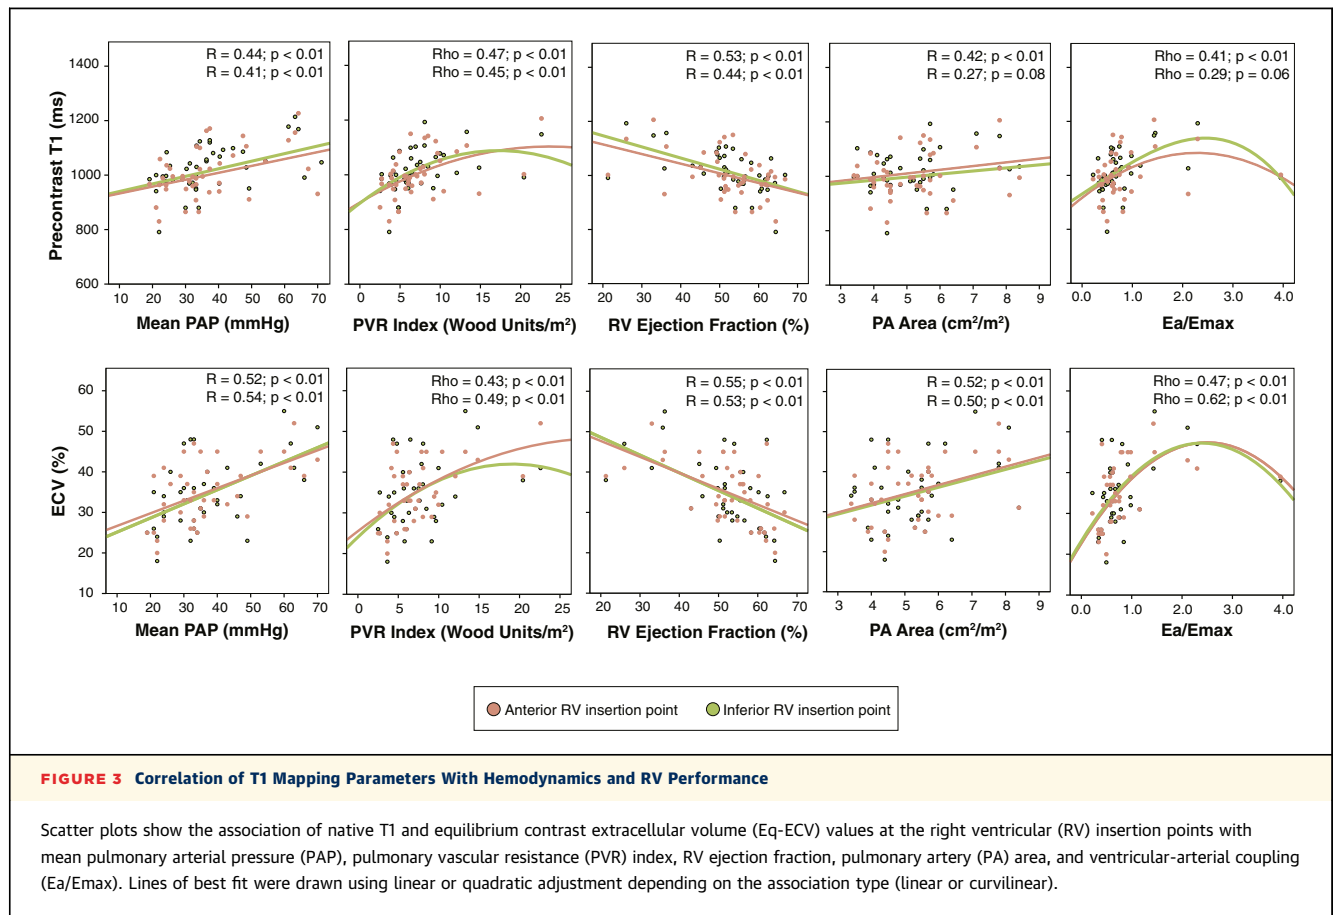 R = 0.44; p < 0.01
R = 0.41; p < 0.01
Rho = 0.47; p < 0.01
Rho = 0.45; p < 0.01
R = 0.53; p < 0.01
R = 0.44; p < 0.01
R = 0.42; p < 0.01
R = 0.27; p = 0.08
Rho = 0.41; p < 0.01
Rho = 0.29; p = 0.06
Precontrast T1 (ms)
1400
1200
1000
800
600
10 20 30 40 50 60 70
0 5 10 15 20 25
20 30 40 50 60 70
3 4 5 6 7 8 9
0.0 1.0 2.0 3.0 4.0
Mean PAP (mmHg)
PVR Index (Wood Units/m²)
RV Ejection Fraction (%)
PA Area (cm²/m²)
Ea/Emax
R = 0.52; p < 0.01
R = 0.54; p < 0.01
Rho = 0.43; p < 0.01
Rho = 0.49; p < 0.01
R = 0.55; p < 0.01
R = 0.53; p < 0.01
R = 0.52; p < 0.01
R = 0.50; p < 0.01
Rho = 0.47; p < 0.01
Rho = 0.62; p < 0.01
ECV (%)
60
50
40
30
20
10
10 20 30 40 50 60 70
0 5 10 15 20 25
20 30 40 50 60 70
3 4 5 6 7 8 9
0.0 1.0 2.0 3.0 4.0
Mean PAP (mmHg)
PVR Index (Wood Units/m²)
RV Ejection Fraction (%)
PA Area (cm²/m²)
Ea/Emax
Anterior RV insertion point
Inferior RV insertion point
FIGURE 3 Correlation of T1 Mapping Parameters With Hemodynamics and RV Performance
Scatter plots show the association of native T1 and equilibrium contrast extracellular volume (Eq-ECV) values at the right ventricular (RV) insertion points with
mean pulmonary arterial pressure (PAP), pulmonary vascular resistance (PVR) index, RV ejection fraction, pulmonary artery (PA) area, and ventricular-arterial coupling
(Ea/Emax). Lines of best fit were drawn using linear or quadratic adjustment depending on the association type (linear or curvilinear).